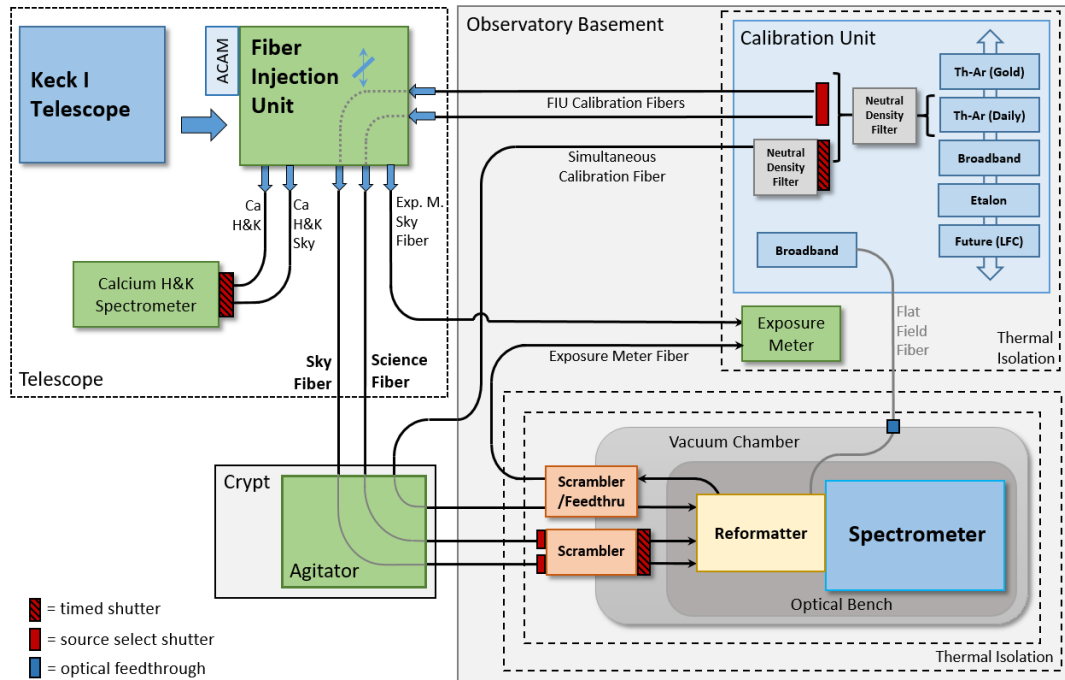 Keck I
Telescope
ACAM
Fiber
Injection
Unit
Ca
H&K
Ca
H&K
Sky
Exp. M.
Sky
Fiber
Calcium H&K
Spectrometer
Sky
Fiber
Science
Fiber
Telescope
Observatory Basement
FIU Calibration Fibers
Simultaneous
Calibration Fiber
Calibration Unit
Neutral
Density
Filter
Neutral
Density
Filter
Th-Ar (Gold)
Th-Ar (Daily)
Broadband
Etalon
Future (LFC)
Broadband
Exposure
Meter
Flat
Field
Fiber
Thermal
Isolation
Exposure Meter Fiber
Crypt
Agitator
Vacuum Chamber
Scrambler
/Feedthru
Scrambler
Reformatter
Spectrometer
Optical Bench
Thermal Isolation
= timed shutter
= source select shutter
= optical feedthrough